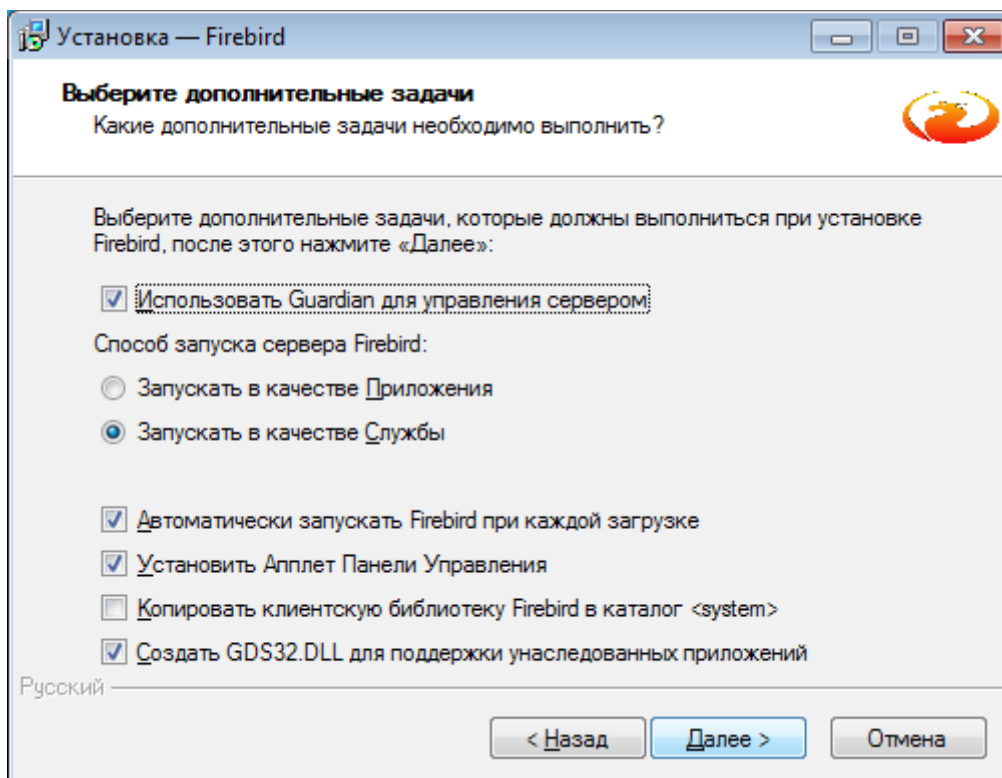 Установка — Firebird
Выберите дополнительные задачи
Какие дополнительные задачи необходимо выполнить?
Выберите дополнительные задачи, которые должны выполниться при установке
Firebird, после этого нажмите «Далее»:
Использовать Guardian для управления сервером
Способ запуска сервера Firebird:
Запускать в качестве Приложения
Запускать в качестве Службы
Автоматически запускать Firebird при каждой загрузке
Установить Апплет Панели Управления
Копировать клиентскую библиотеку Firebird в каталог <system>
Создать GDS32.DLL для поддержки унаследованных приложений
Русский
< Назад
Далее >
Отмена